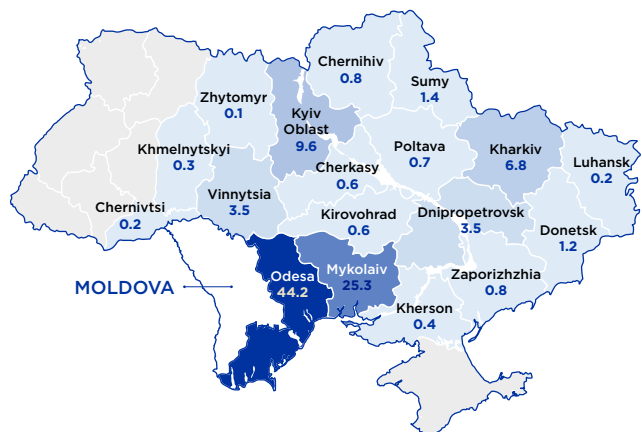 Chernihiv
0.8
Sumy
1.4
Zhytomyr
0.1
Kyiv
Oblast
9.6
Poltava
0.7
Kharkiv
6.8
Luhansk
0.2
Khmelnytskyi
0.3
Cherkasy
0.6
Vinnytsia
3.5
Chernivtsi
0.2
Kirovohrad
0.6
Dnipropetrovsk
3.5
Donetsk
1.2
MOLDOVA
Odesa
44.2
Mykolaiv
25.3
Zaporizhzhia
0.8
Kherson
0.4